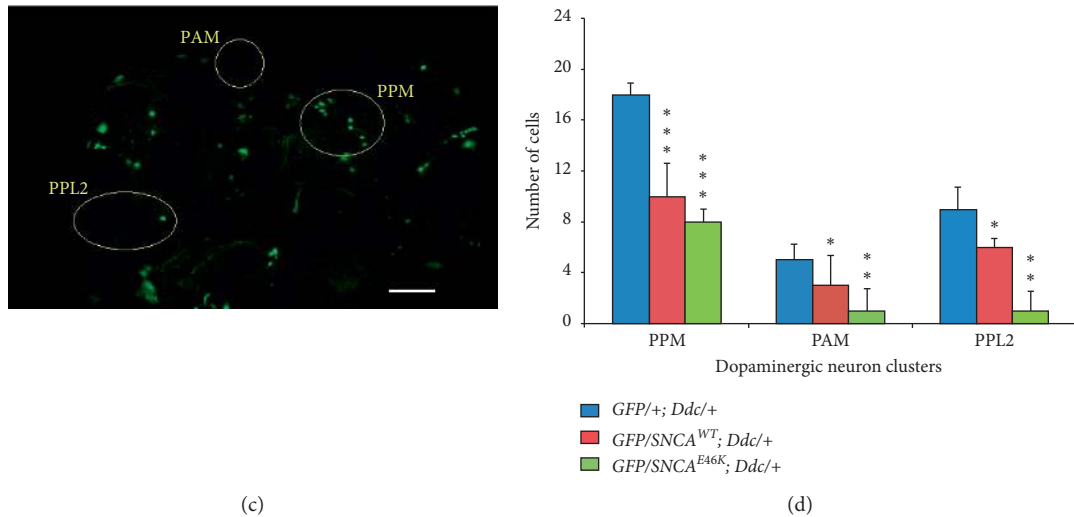 PAM
PPM
PPL2
(c)
24
20
16
12
8
4
0
Number of cells
* * *
* * *
*
* *
*
* *
PPM PAM PPL2
Dopaminergic neuron clusters
GFP/+; Ddc/+
GFP/SNCA^WT; Ddc/+
GFP/SNCA^E46K; Ddc/+
(d)